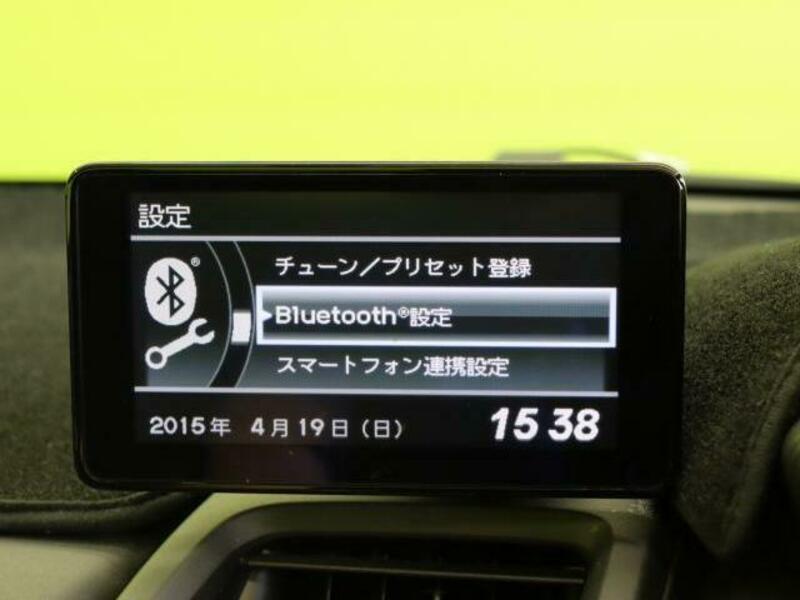 設定
®
チューン／プリセット登録
Bluetooth®設定
スマートフォン連携設定
2015年 4月19日（日） 15 38